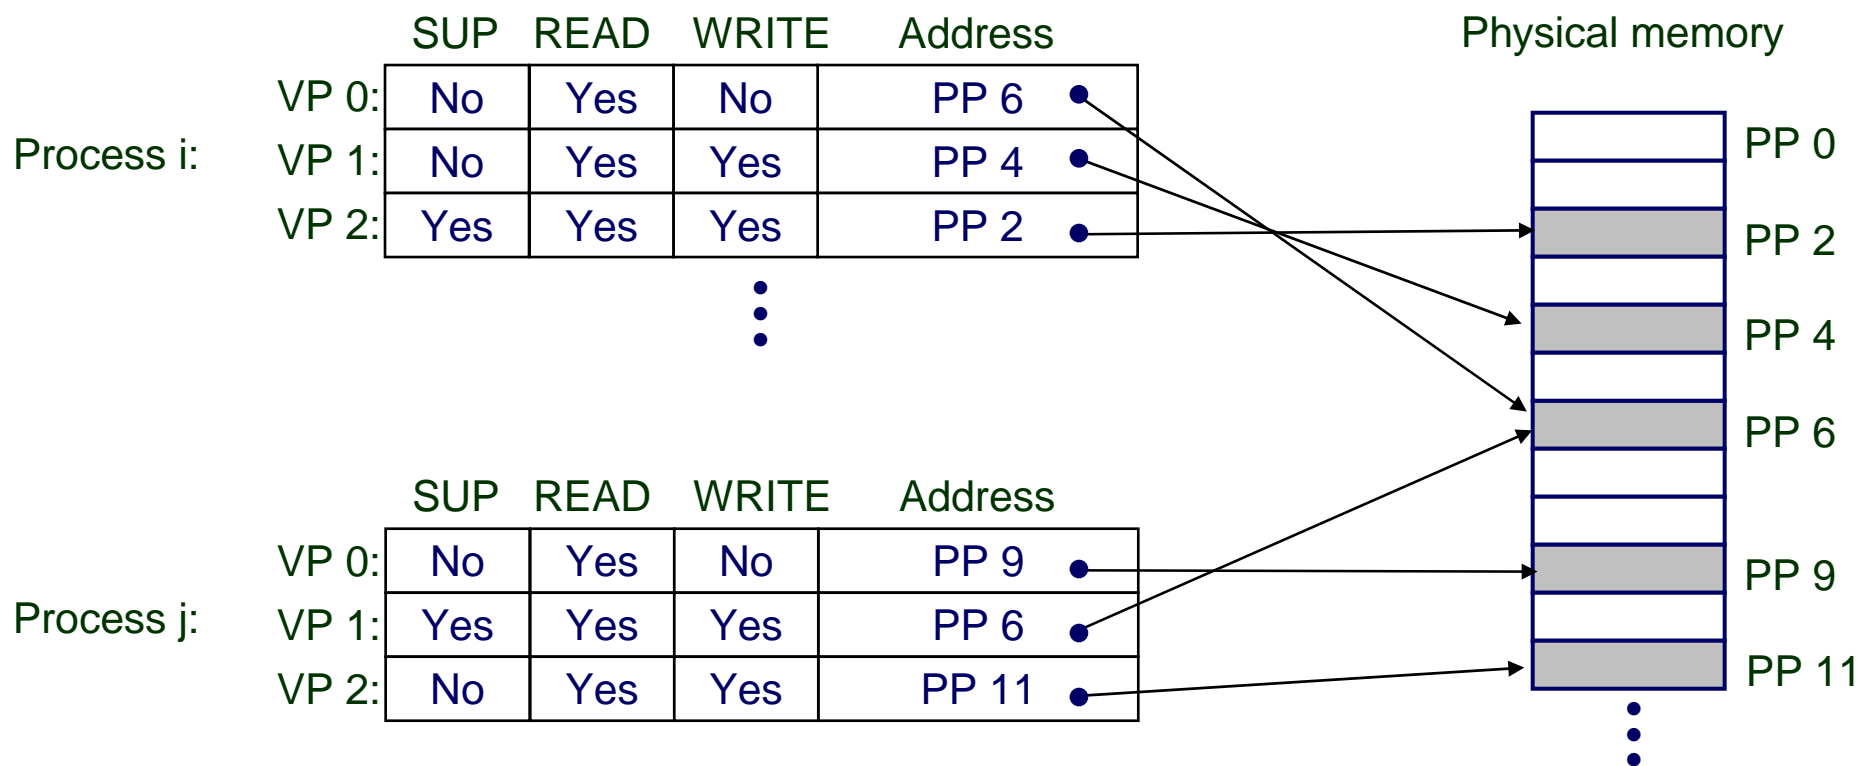 SUP READ WRITE Address
Physical memory
Process i:
VP 0: No Yes No PP 6
VP 1: No Yes Yes PP 4
VP 2: Yes Yes Yes PP 2
SUP READ WRITE Address
Process j:
VP 0: No Yes No PP 9
VP 1: Yes Yes Yes PP 6
VP 2: No Yes Yes PP 11
PP 0
PP 2
PP 4
PP 6
PP 9
PP 11